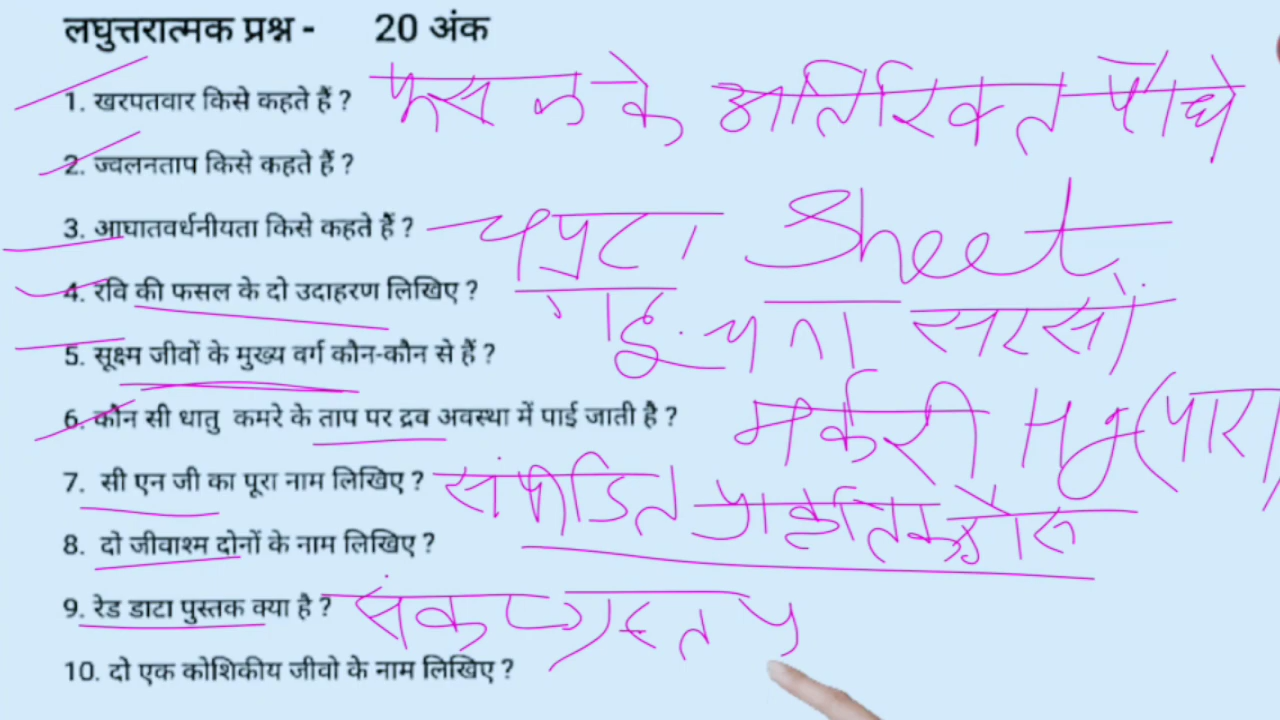 लघुत्तरात्मक प्रश्न - 20 अंक
1. खरपतवार किसे कहते हैं ? फसल के अतिरिक्त पौधे
2. ज्वलनताप किसे कहते हैं ?
3. आघातवर्धनीयता किसे कहते हैं ? चपटा Sheet
4. रवि की फसल के दो उदाहरण लिखिए ? गेहूं चना सरसों
5. सूक्ष्म जीवों के मुख्य वर्ग कौन-कौन से हैं ?
6. कौन सी धातु कमरे के ताप पर द्रव अवस्था में पाई जाती है ? मर्करी Hg (पारा
7. सी एन जी का पूरा नाम लिखिए ? संपीडित प्राकृतिक गैस
8. दो जीवाश्म दोनों के नाम लिखिए ?
9. रेड डाटा पुस्तक क्या है ? संकटग्रस्त प
10. दो एक कोशिकीय जीवो के नाम लिखिए ?